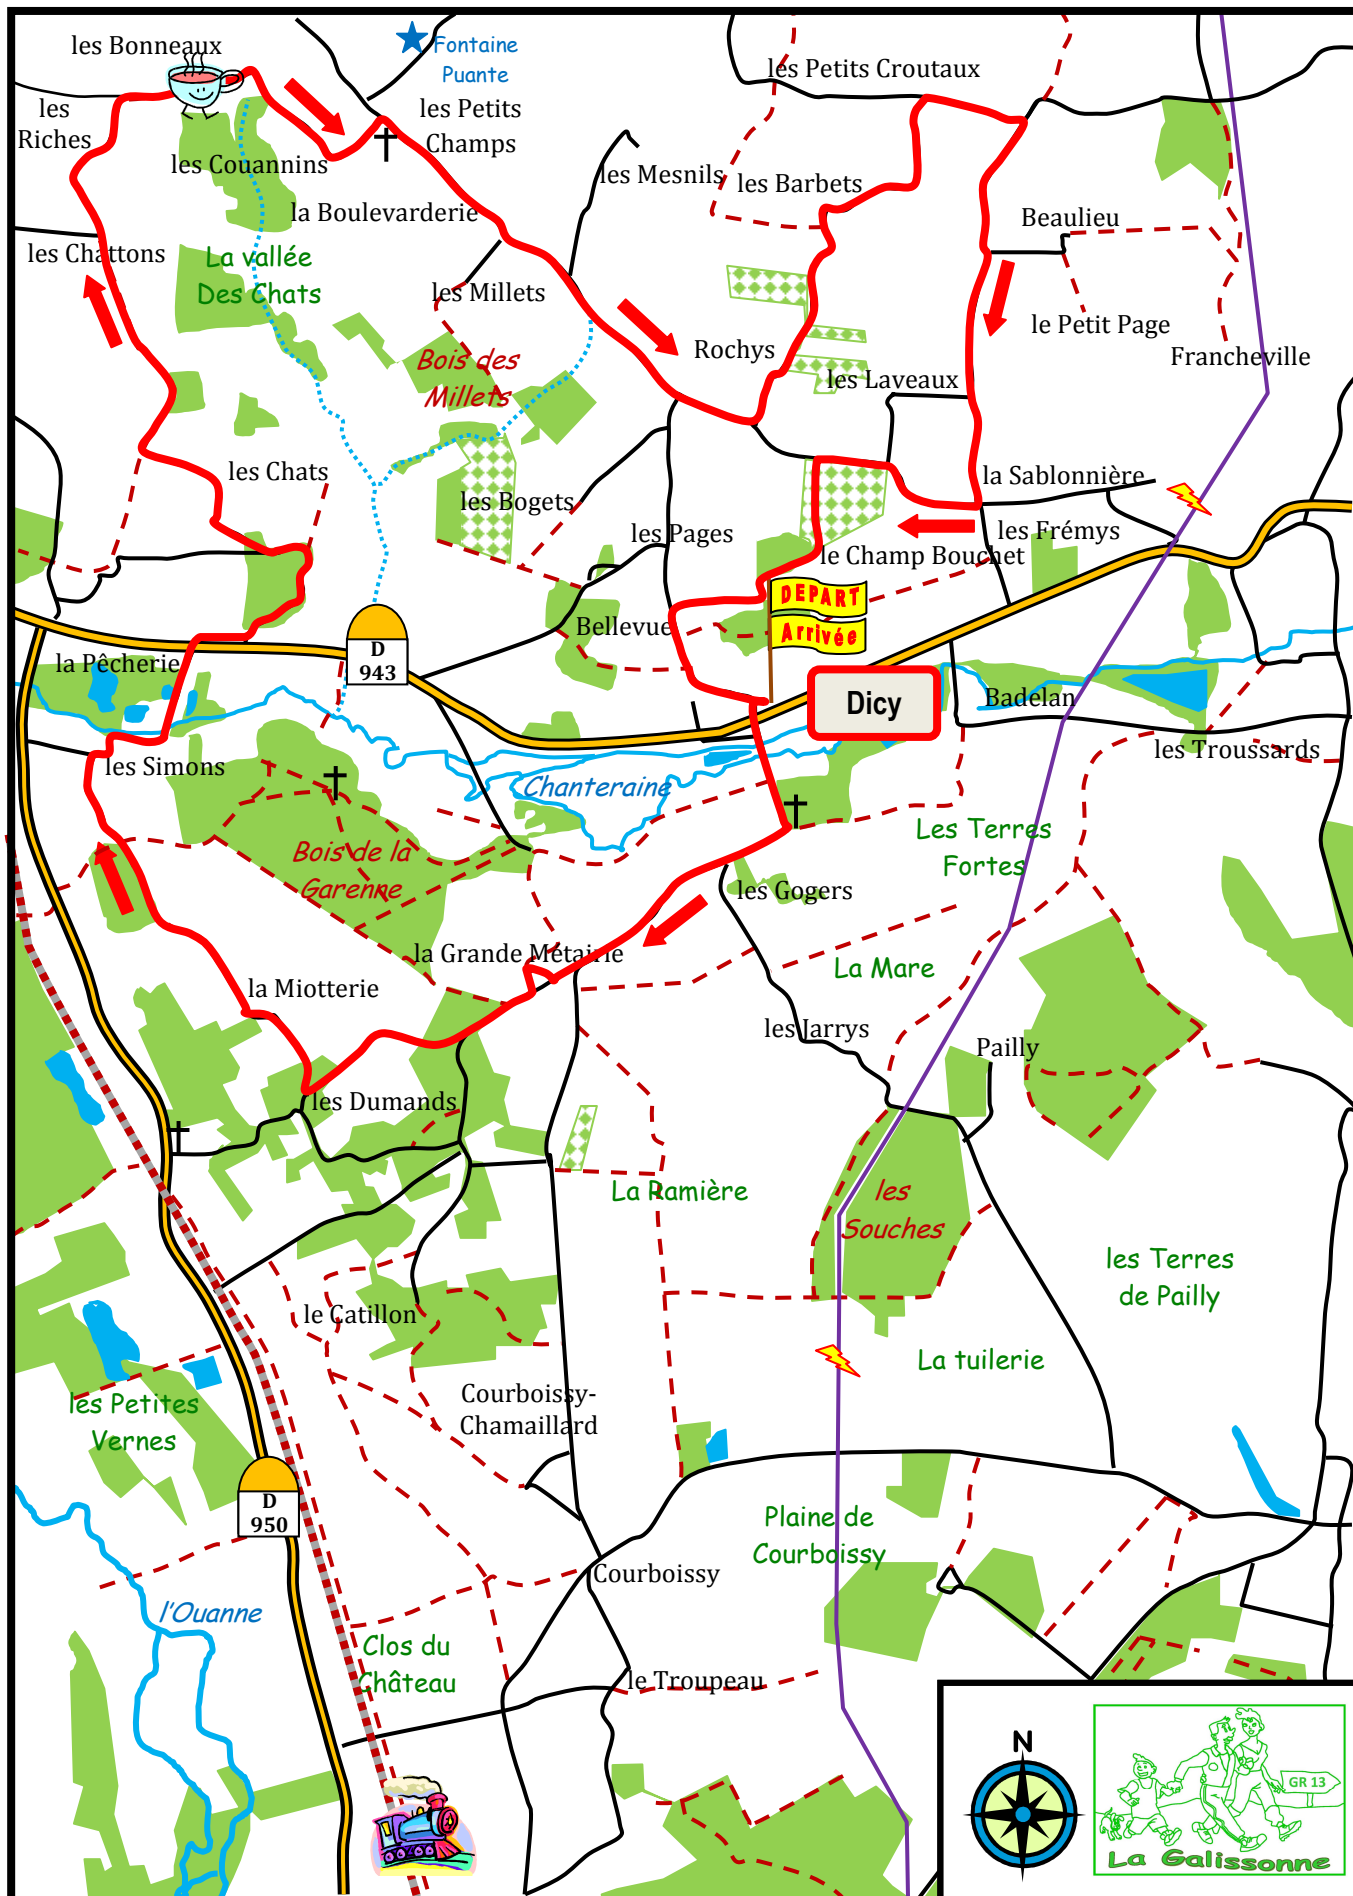 les Bonneaux
Fontaine
Puante
les Petits Croutaux
les
Riches
les Petits
Champs
les Couannins
les Mesnils
les Barbets
la Boulevarderie
Beaulieu
les Chattons
La vallée
Des Chats
les Millets
le Petit Page
Rochys
Francheville
Bois des
Millets
les Laveaux
les Chats
la Sablonnière
les Bogets
les Pages
les Frémys
le Champ Bouchet
DEPART
Arrivée
Bellevue
D
943
la Pêcherie
Dicy
Badelan
les Troussards
les Simons
Chanteraine
Les Terres
Fortes
Bois de la
Garenne
les Gogers
la Grande Métairie
La Mare
la Miotterie
les Jarrys
Pailly
les Dumands
La Ramière
les
Souches
les Terres
de Pailly
le Catillon
La tuilerie
Courboissy-
Chamaillard
les Petites
Vernes
D
950
Plaine de
Courboissy
Courboissy
l'Ouanne
Clos du
Château
le Troupeau
N
GR 13
La Galissonne